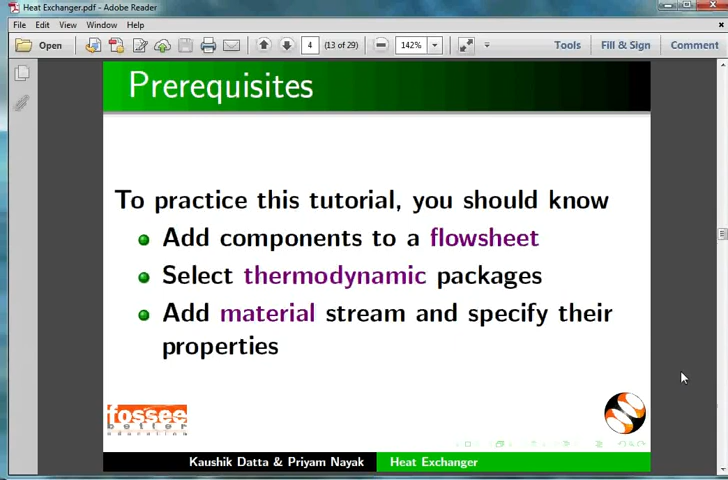 Heat Exchanger.pdf - Adobe Reader
File Edit View Window Help
Open 4 (13 of 29) 142% Tools Fill & Sign Comment
Prerequisites
To practice this tutorial, you should know
Add components to a flowsheet
Select thermodynamic packages
Add material stream and specify their
properties
fossee
better
education
Kaushik Datta & Priyam Nayak Heat Exchanger